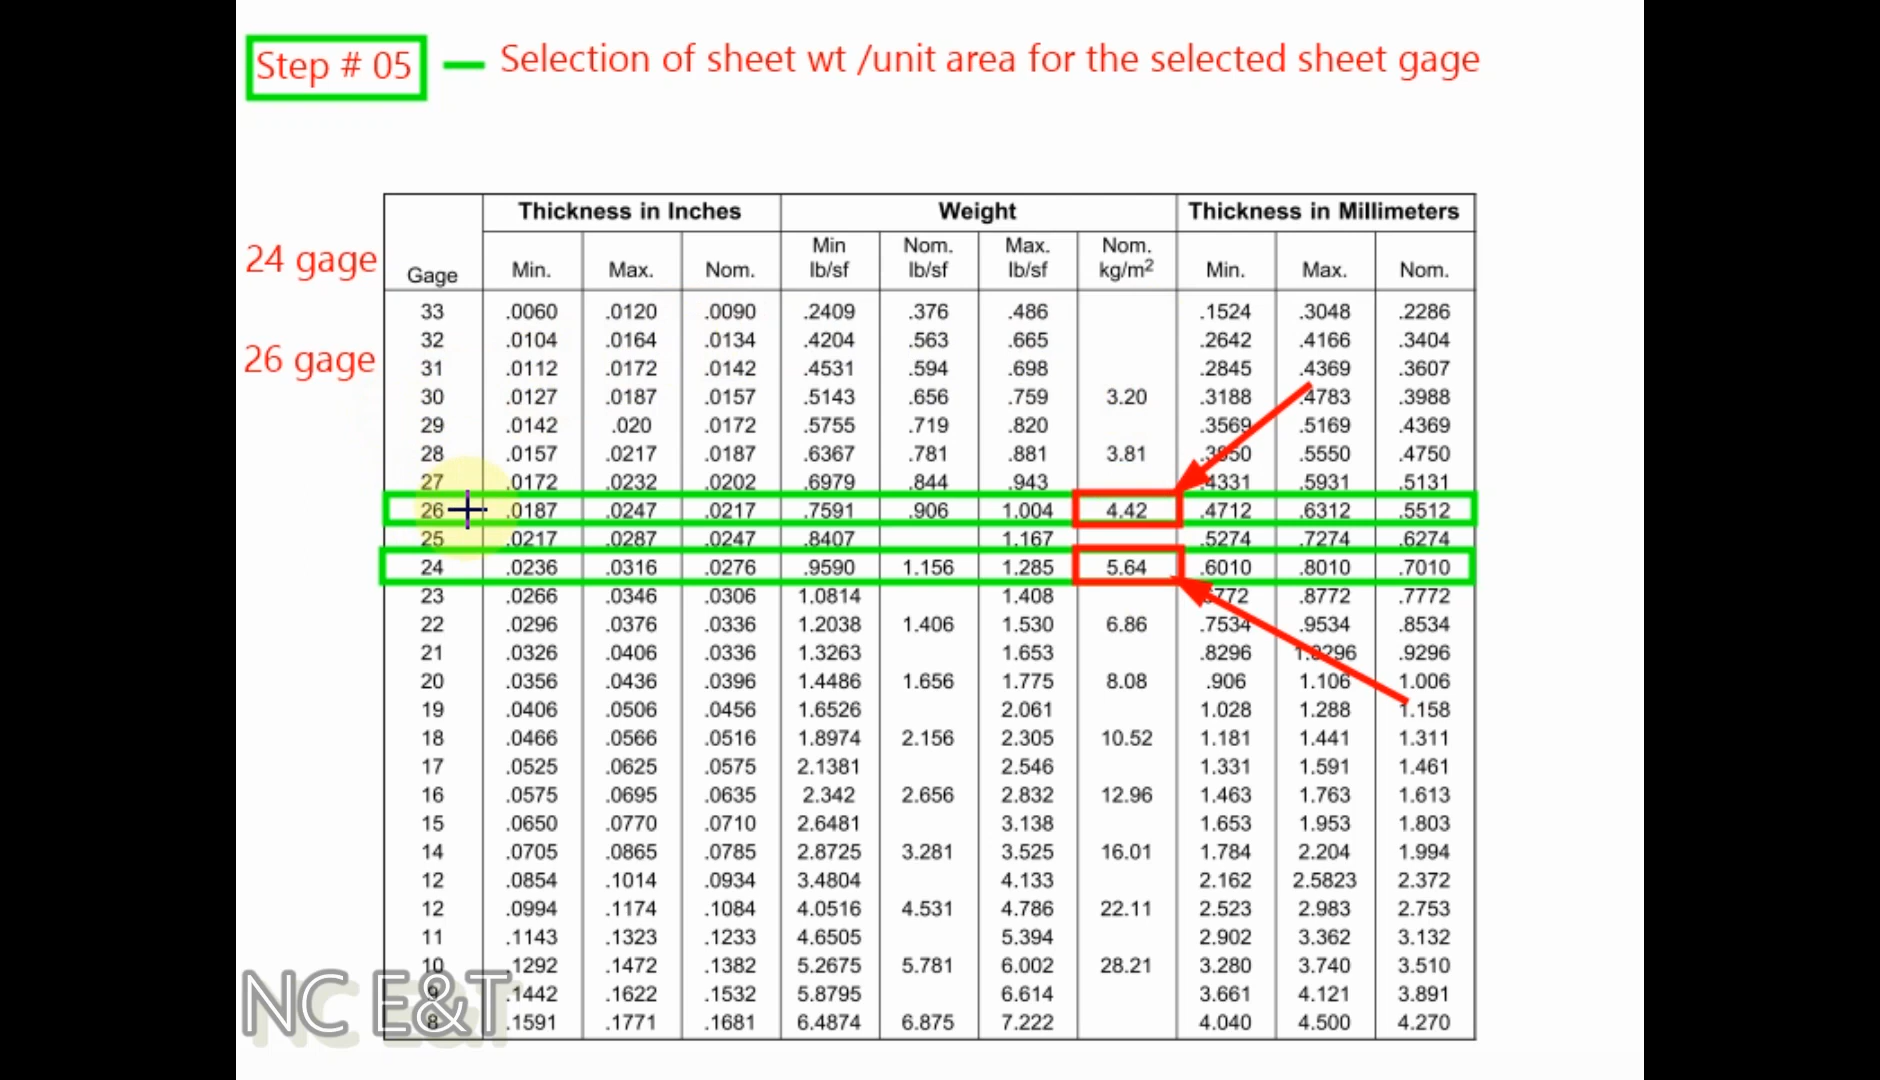 Step # 05 Selection of sheet wt /unit area for the selected sheet gage
24 gage
26 gage
Thickness in Inches Weight Thickness in Millimeters
Gage Min. Max. Nom. Min lb/sf Nom. lb/sf Max. lb/sf Nom. kg/m² Min. Max. Nom.
33 .0060 .0120 .0090 .2409 .376 .486 .1524 .3048 .2286
32 .0104 .0164 .0134 .4204 .563 .665 .2642 .4166 .3404
31 .0112 .0172 .0142 .4531 .594 .698 .2845 .4369 .3607
30 .0127 .0187 .0157 .5143 .656 .759 3.20 .3188 .4783 .3988
29 .0142 .020 .0172 .5755 .719 .820 .3569 .5169 .4369
28 .0157 .0217 .0187 .6367 .781 .881 3.81 .3950 .5550 .4750
27 .0172 .0232 .0202 .6979 .844 .943 .4331 .5931 .5131
26 .0187 .0247 .0217 .7591 .906 1.004 4.42 .4712 .6312 .5512
25 .0217 .0287 .0247 .8407 1.167 .5274 .7274 .6274
24 .0236 .0316 .0276 .9590 1.156 1.285 5.64 .6010 .8010 .7010
23 .0266 .0346 .0306 1.0814 1.408 .8772 .7772
22 .0296 .0376 .0336 1.2038 1.406 1.530 6.86 .7534 .9534 .8534
21 .0326 .0406 .0336 1.3263 1.653 .8296 1.0296 .9296
20 .0356 .0436 .0396 1.4486 1.656 1.775 8.08 .906 1.106 1.006
19 .0406 .0506 .0456 1.6526 2.061 1.028 1.288 1.158
18 .0466 .0566 .0516 1.8974 2.156 2.305 10.52 1.181 1.441 1.311
17 .0525 .0625 .0575 2.1381 2.546 1.331 1.591 1.461
16 .0575 .0695 .0635 2.342 2.656 2.832 12.96 1.463 1.763 1.613
15 .0650 .0770 .0710 2.6481 3.138 1.653 1.953 1.803
14 .0705 .0865 .0785 2.8725 3.281 3.525 16.01 1.784 2.204 1.994
12 .0854 .1014 .0934 3.4804 4.133 2.162 2.5823 2.372
12 .0994 .1174 .1084 4.0516 4.531 4.786 22.11 2.523 2.983 2.753
11 .1143 .1323 .1233 4.6505 5.394 2.902 3.362 3.132
10 .1292 .1472 .1382 5.2675 5.781 6.002 28.21 3.280 3.740 3.510
9 .1442 .1622 .1532 5.8795 6.614 3.661 4.121 3.891
8 .1591 .1771 .1681 6.4874 6.875 7.222 4.040 4.500 4.270
NC E&T